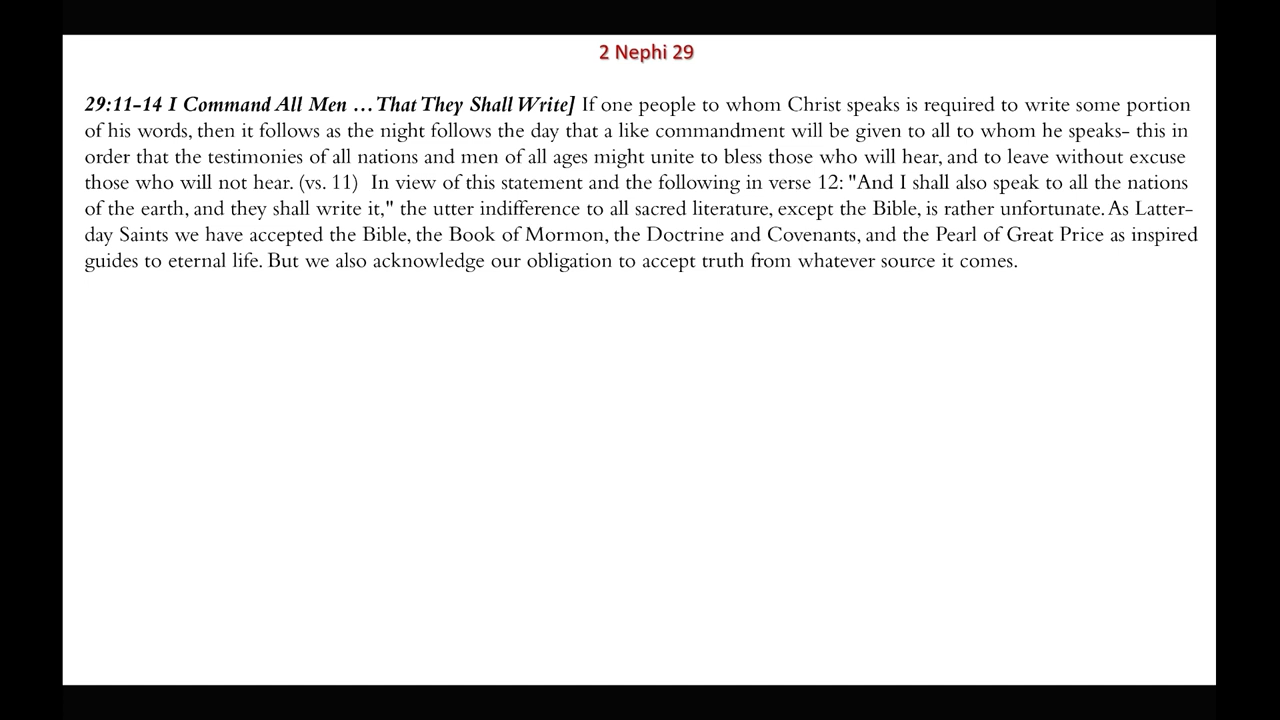 2 Nephi 29
29:11-14 I Command All Men ...That They Shall Write] If one people to whom Christ speaks is required to write some portion
of his words, then it follows as the night follows the day that a like commandment will be given to all to whom he speaks- this in
order that the testimonies of all nations and men of all ages might unite to bless those who will hear, and to leave without excuse
those who will not hear. (vs. 11)  In view of this statement and the following in verse 12: "And I shall also speak to all the nations
of the earth, and they shall write it," the utter indifference to all sacred literature, except the Bible, is rather unfortunate. As Latter-
day Saints we have accepted the Bible, the Book of Mormon, the Doctrine and Covenants, and the Pearl of Great Price as inspired
guides to eternal life. But we also acknowledge our obligation to accept truth from whatever source it comes.